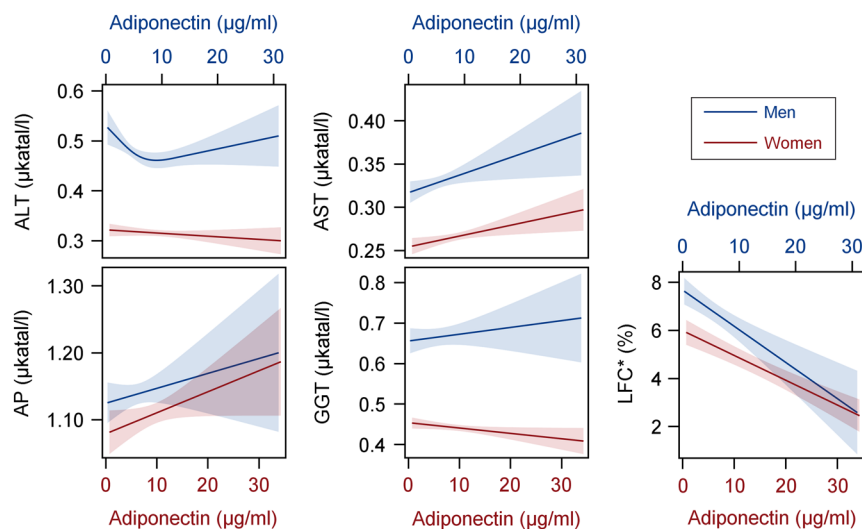 Adiponectin (µg/ml)
0 10 20 30
Adiponectin (µg/ml)
0 10 20 30
0.6
0.5
0.4
0.3
ALT (µkatal/l)
0.40
0.35
0.30
0.25
AST (µkatal/l)
Men
Women
Adiponectin (µg/ml)
0 10 20 30
1.30
1.20
1.10
AP (µkatal/l)
0.8
0.7
0.6
0.5
0.4
GGT (µkatal/l)
8
6
4
2
LFC* (%)
0 10 20 30
Adiponectin (µg/ml)
0 10 20 30
Adiponectin (µg/ml)
0 10 20 30
Adiponectin (µg/ml)